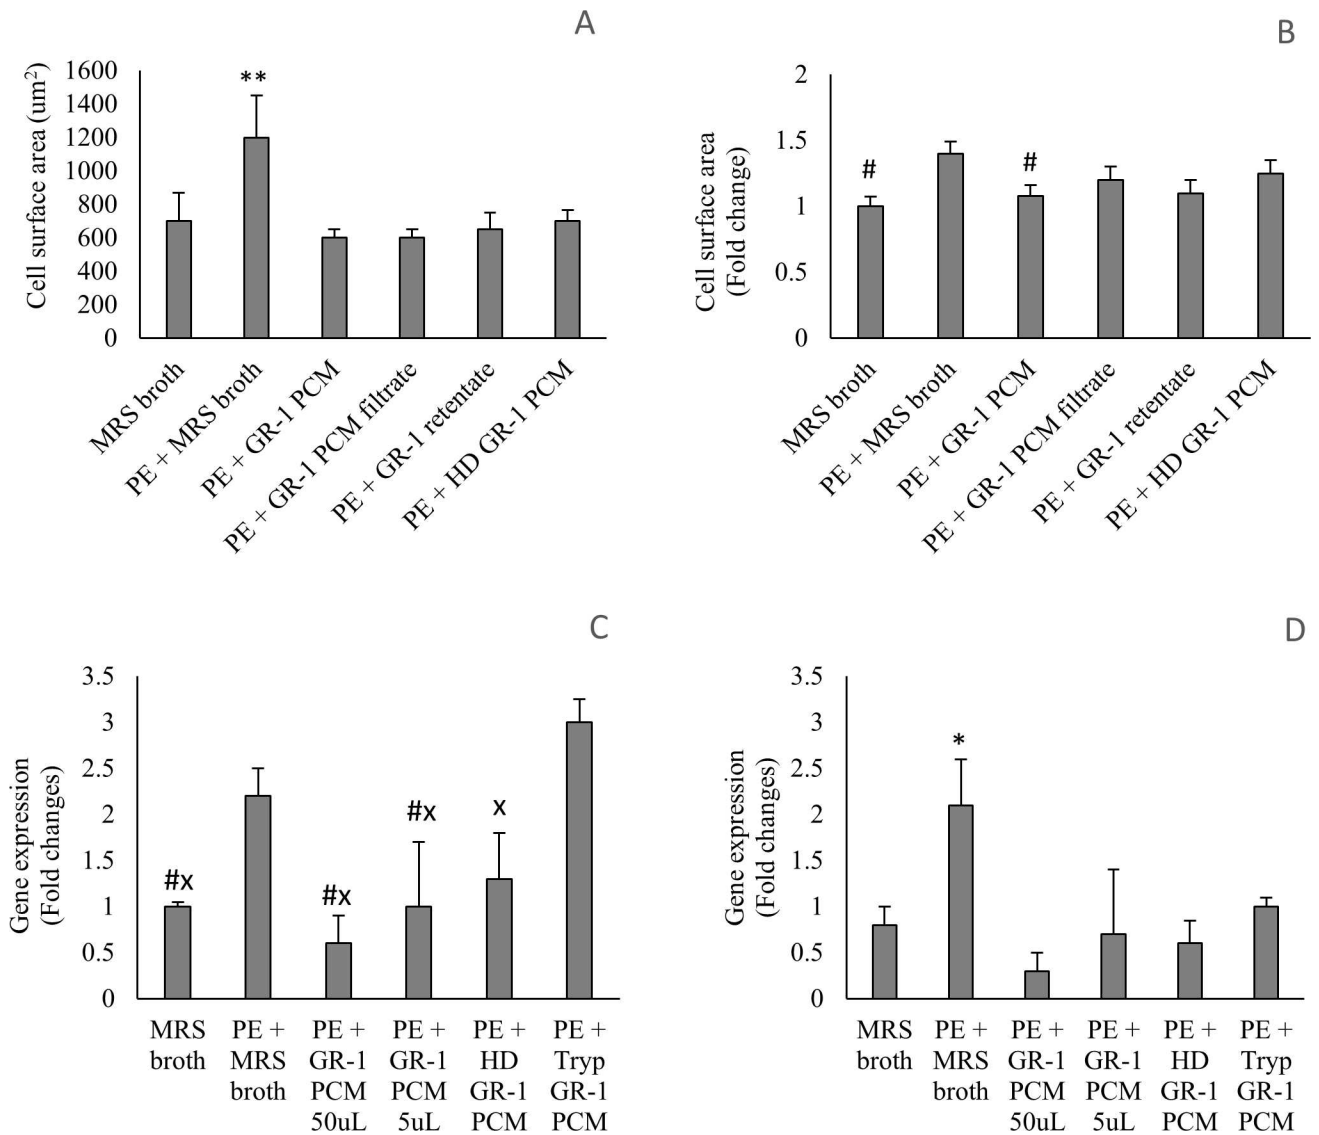 A
Cell surface area (um²)
1600
1400
1200
1000
800
600
400
200
0
**
MRS broth
PE + MRS broth
PE + GR-1 PCM
PE + GR-1 PCM filtrate
PE + GR-1 retentate
PE + HD GR-1 PCM
B
Cell surface area
(Fold change)
2
1.5
1
0.5
0
#
#
MRS broth
PE + MRS broth
PE + GR-1 PCM
PE + GR-1 PCM filtrate
PE + GR-1 retentate
PE + HD GR-1 PCM
C
Gene expression
(Fold changes)
3.5
3
2.5
2
1.5
1
0.5
0
#x
#x
#x
x
MRS
broth
PE +
MRS
broth
PE +
GR-1
PCM
50uL
PE +
GR-1
PCM
5uL
PE +
HD
GR-1
PCM
PE +
Tryp
GR-1
PCM
D
Gene expression
(Fold changes)
3.5
3
2.5
2
1.5
1
0.5
0
*
MRS
broth
PE +
MRS
broth
PE +
GR-1
PCM
50uL
PE +
GR-1
PCM
5uL
PE +
HD
GR-1
PCM
PE +
Tryp
GR-1
PCM